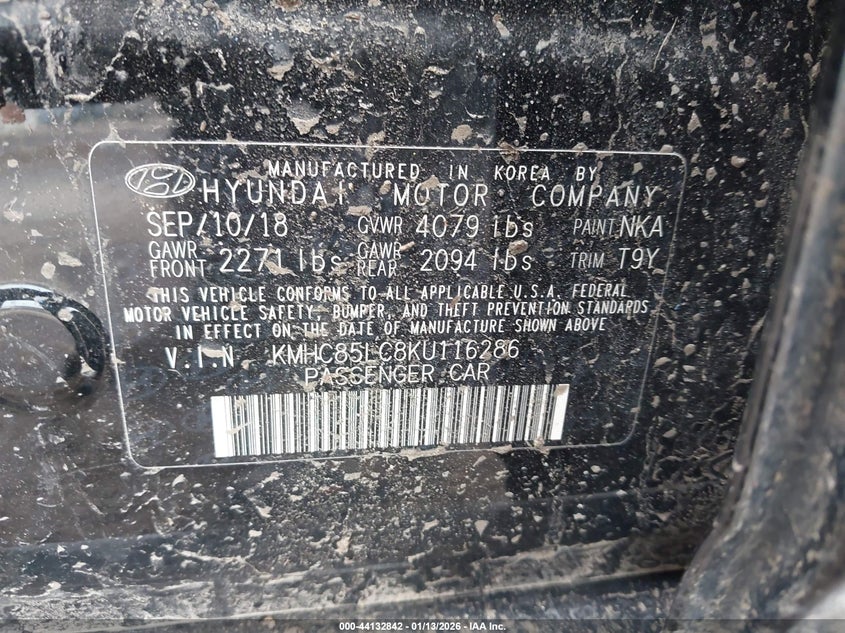 MANUFACTURED IN KOREA BY
HYUNDAI MOTOR COMPANY
SEP/10/18 GVWR 4079 lbs PAINT NKA
GAWR FRONT 2271 lbs GAWR REAR 2094 lbs TRIM T9Y
THIS VEHICLE CONFORMS TO ALL APPLICABLE U.S.A. FEDERAL
MOTOR VEHICLE SAFETY, BUMPER, AND THEFT PREVENTION STANDARDS
IN EFFECT ON THE DATE OF MANUFACTURE SHOWN ABOVE
V.I.N. KMHC85LC8KU116286
PASSENGER CAR
000-44132842 - 01/13/2026 - IAA Inc.